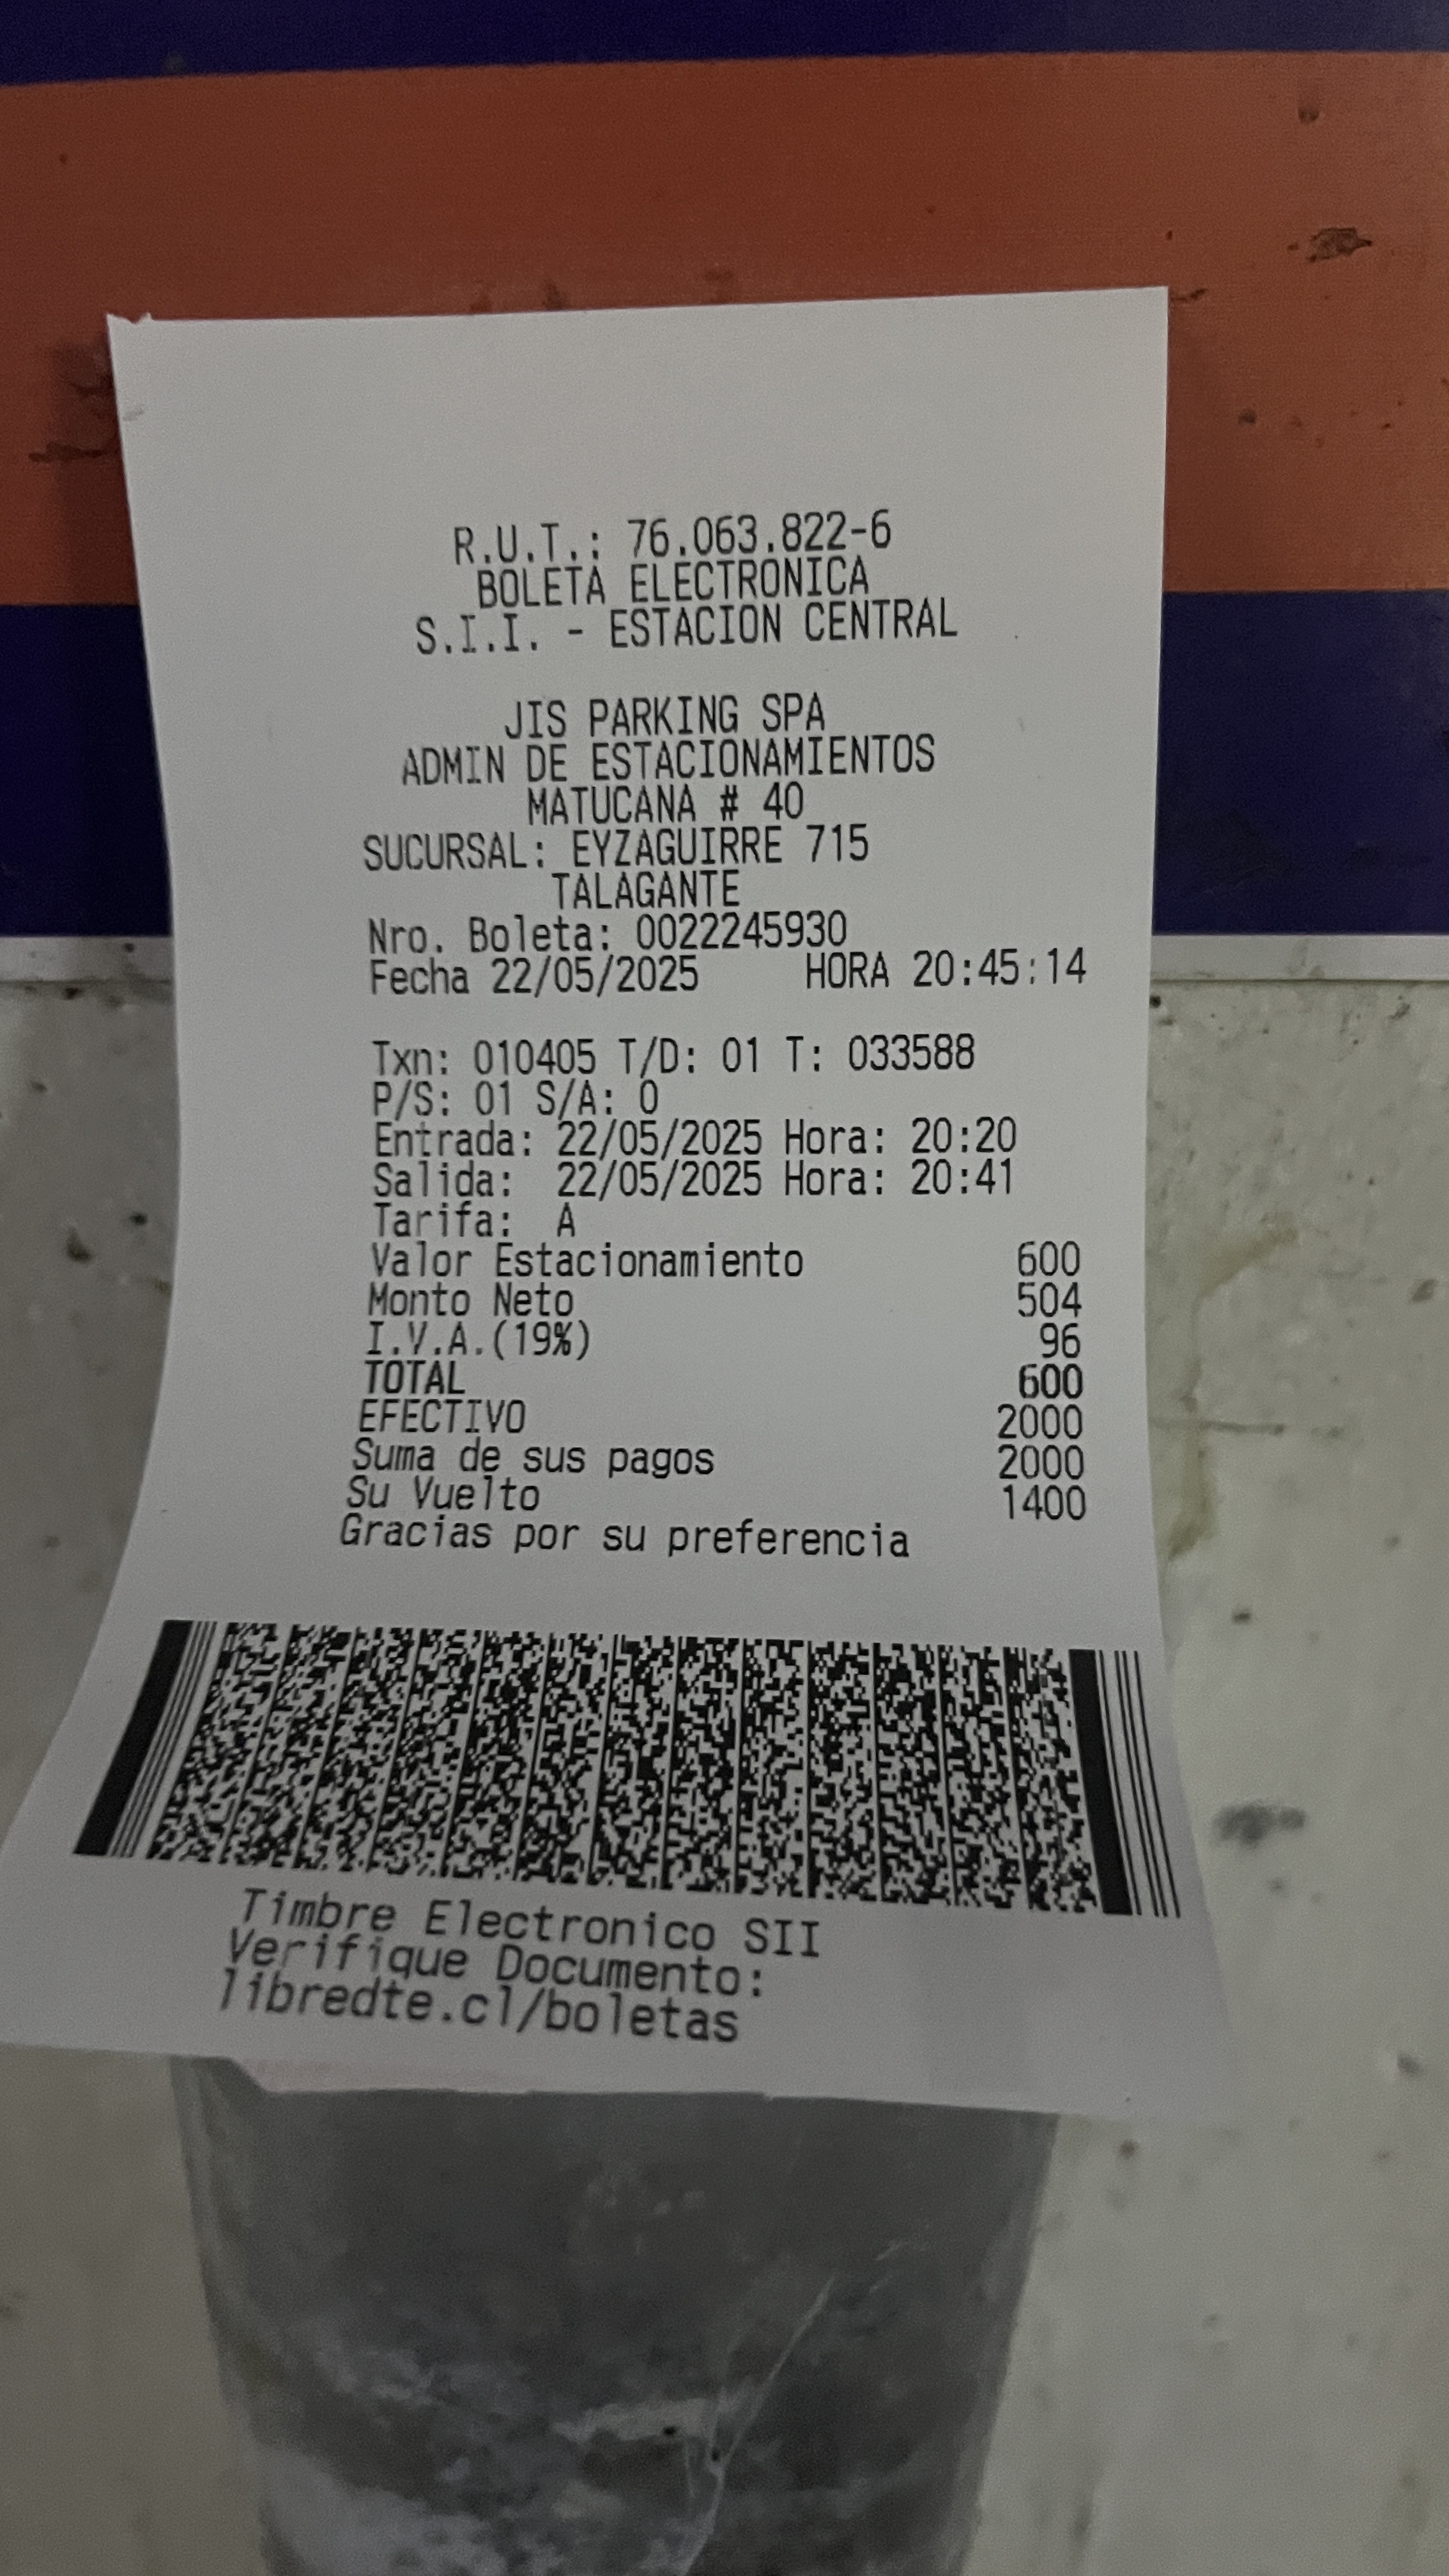 R.U.T.: 76.063.822-6
BOLETA ELECTRONICA
S.I.I. - ESTACION CENTRAL
JIS PARKING SPA
ADMIN DE ESTACIONAMIENTOS
MATUCANA # 40
SUCURSAL: EYZAGUIRRE 715
TALAGANTE
Nro. Boleta: 0022245930
Fecha 22/05/2025 HORA 20:45:14
Txn: 010405 T/D: 01 T: 033588
P/S: 01 S/A: 0
Entrada: 22/05/2025 Hora: 20:20
Salida: 22/05/2025 Hora: 20:41
Tarifa: A
Valor Estacionamiento 600
Monto Neto 504
I.V.A.(19%) 96
TOTAL 600
EFECTIVO 2000
Suma de sus pagos 2000
Su Vuelto 1400
Gracias por su preferencia
Timbre Electronico SII
Verifique Documento:
libredte.cl/boletas